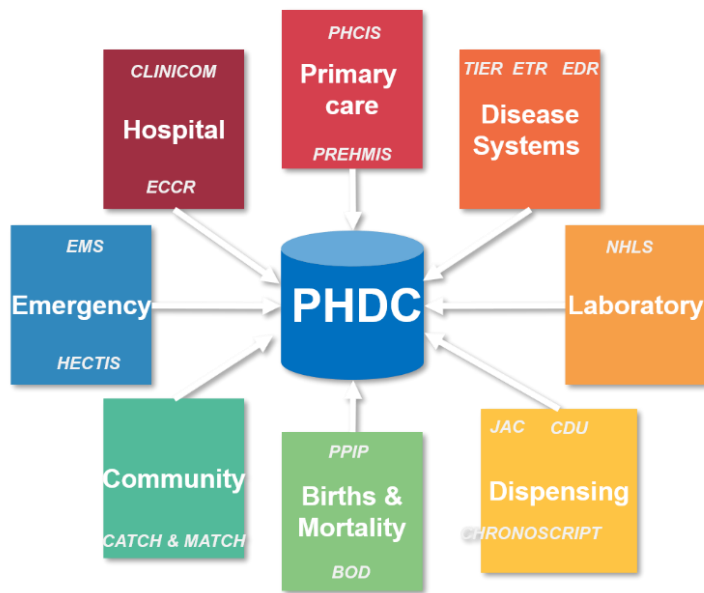 PHCIS
Primary
care
PREHMIS
CLINICOM
Hospital
ECCR
TIER ETR EDR
Disease
Systems
EMS
Emergency
HECTIS
PHDC
NHLS
Laboratory
Community
CATCH & MATCH
PPIP
Births &
Mortality
BOD
JAC CDU
Dispensing
CHRONOSCRIPT